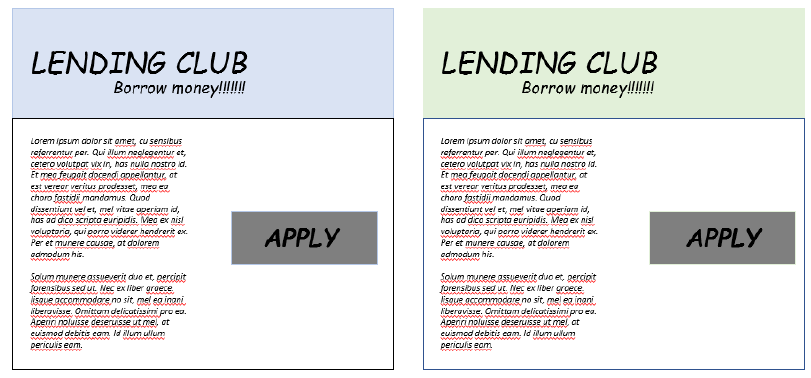 LENDING CLUB
Borrow money!!!!!!!
Lorem ipsum dolor sit amet, cu sensibus
referrentur per. Qui illum neglegentur et,
cetero volutpat vix in, has nulla nostro id.
Et mea feugait docendi appellantur, at
est verear veritus prodesset, mea ea
choro fastidii mandamus. Quod
dissentiunt vel et, mel vitae aperiam id,
has ad dico scripta euripidis. Mea ex nisl
voluptaria, qui porro viderer hendrerit ex.
Per et munere causae, at dolorem
admodum his.
Solum munere assueverit duo et, percipit
forensibus sed ut. Nec ex liber graece
iisque accommodare no sit, mel ea inani
liberavisse. Omittam delicatissimi pro ea.
Aperiri noluisse deseruisse ut mel, at
euismod debitis eam. Id illum ullum
periculis eam.
APPLY
LENDING CLUB
Borrow money!!!!!!!
Lorem ipsum dolor sit amet, cu sensibus
referrentur per. Qui illum neglegentur et,
cetero volutpat vix in, has nulla nostro id.
Et mea feugait docendi appellantur, at
est verear veritus prodesset, mea ea
choro fastidii mandamus. Quod
dissentiunt vel et, mel vitae aperiam id,
has ad dico scripta euripidis. Mea ex nisl
voluptaria, qui porro viderer hendrerit ex.
Per et munere causae, at dolorem
admodum his.
Solum munere assueverit duo et, percipit
forensibus sed ut. Nec ex liber graece
iisque accommodare no sit, mel ea inani
liberavisse. Omittam delicatissimi pro ea.
Aperiri noluisse deseruisse ut mel, at
euismod debitis eam. Id illum ullum
periculis eam.
APPLY